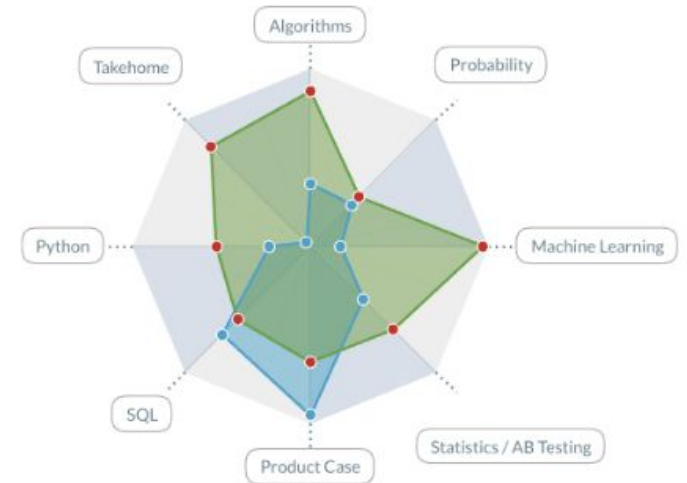 Algorithms
Takehome
Probability
Python
Machine Learning
SQL
Statistics / AB Testing
Product Case